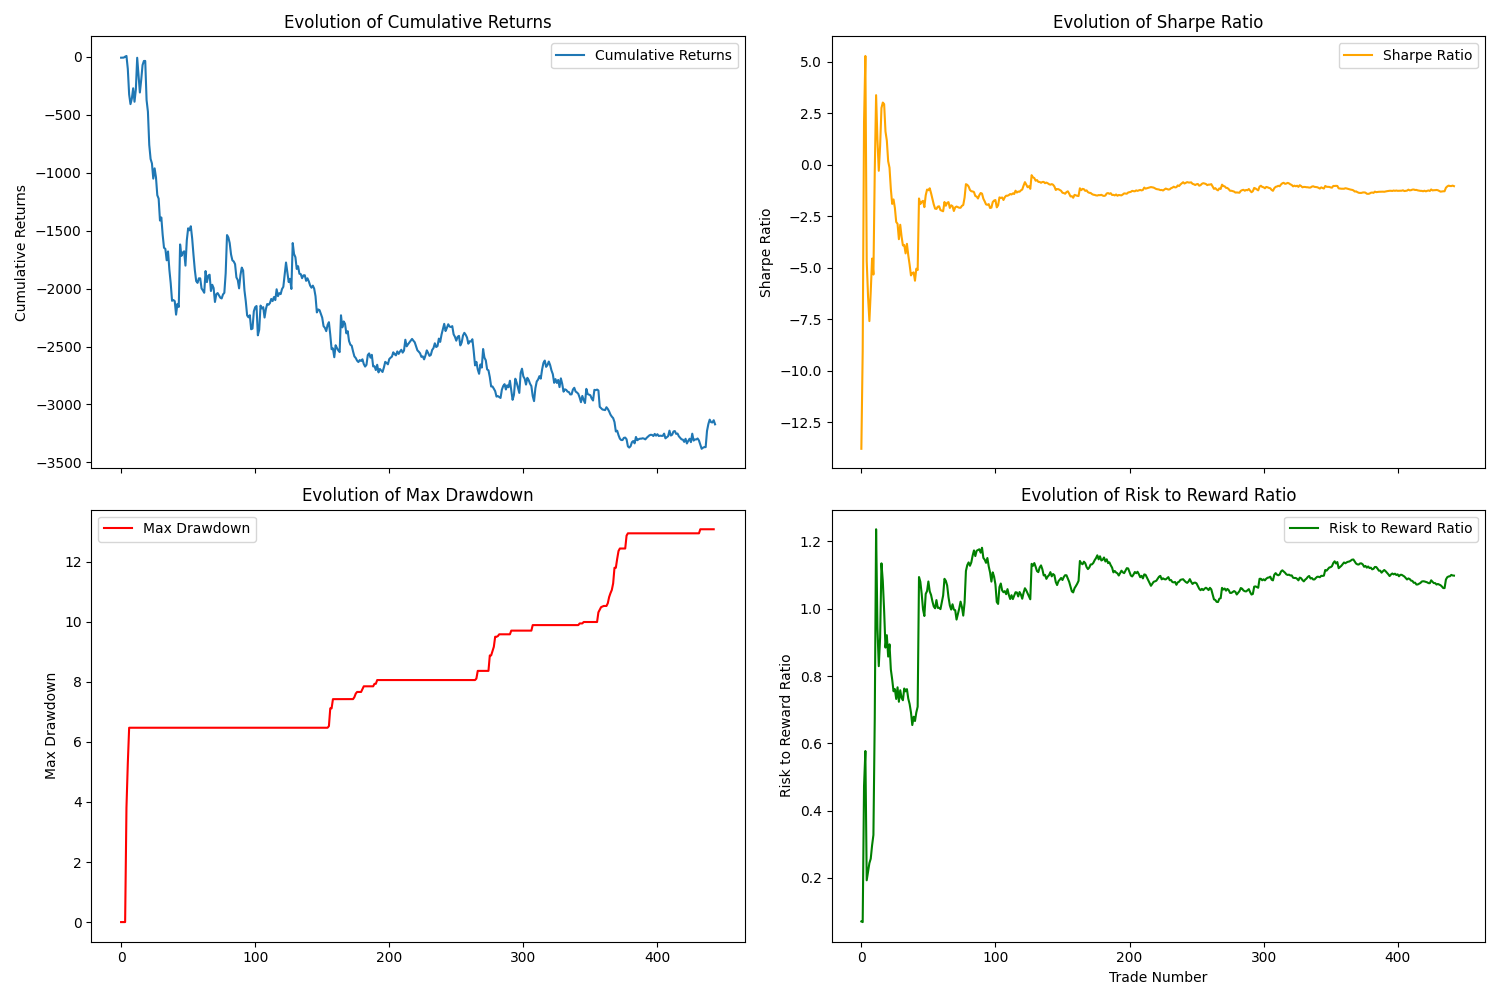 Evolution of Cumulative Returns
Cumulative Returns
Cumulative Returns
0
−500
−1000
−1500
−2000
−2500
−3000
−3500
Evolution of Sharpe Ratio
Sharpe Ratio
Sharpe Ratio
5.0
2.5
0.0
−2.5
−5.0
−7.5
−10.0
−12.5
Evolution of Max Drawdown
Max Drawdown
Max Drawdown
12
10
8
6
4
2
0
0 100 200 300 400
Evolution of Risk to Reward Ratio
Risk to Reward Ratio
Risk to Reward Ratio
1.2
1.0
0.8
0.6
0.4
0.2
0 100 200 300 400
Trade Number